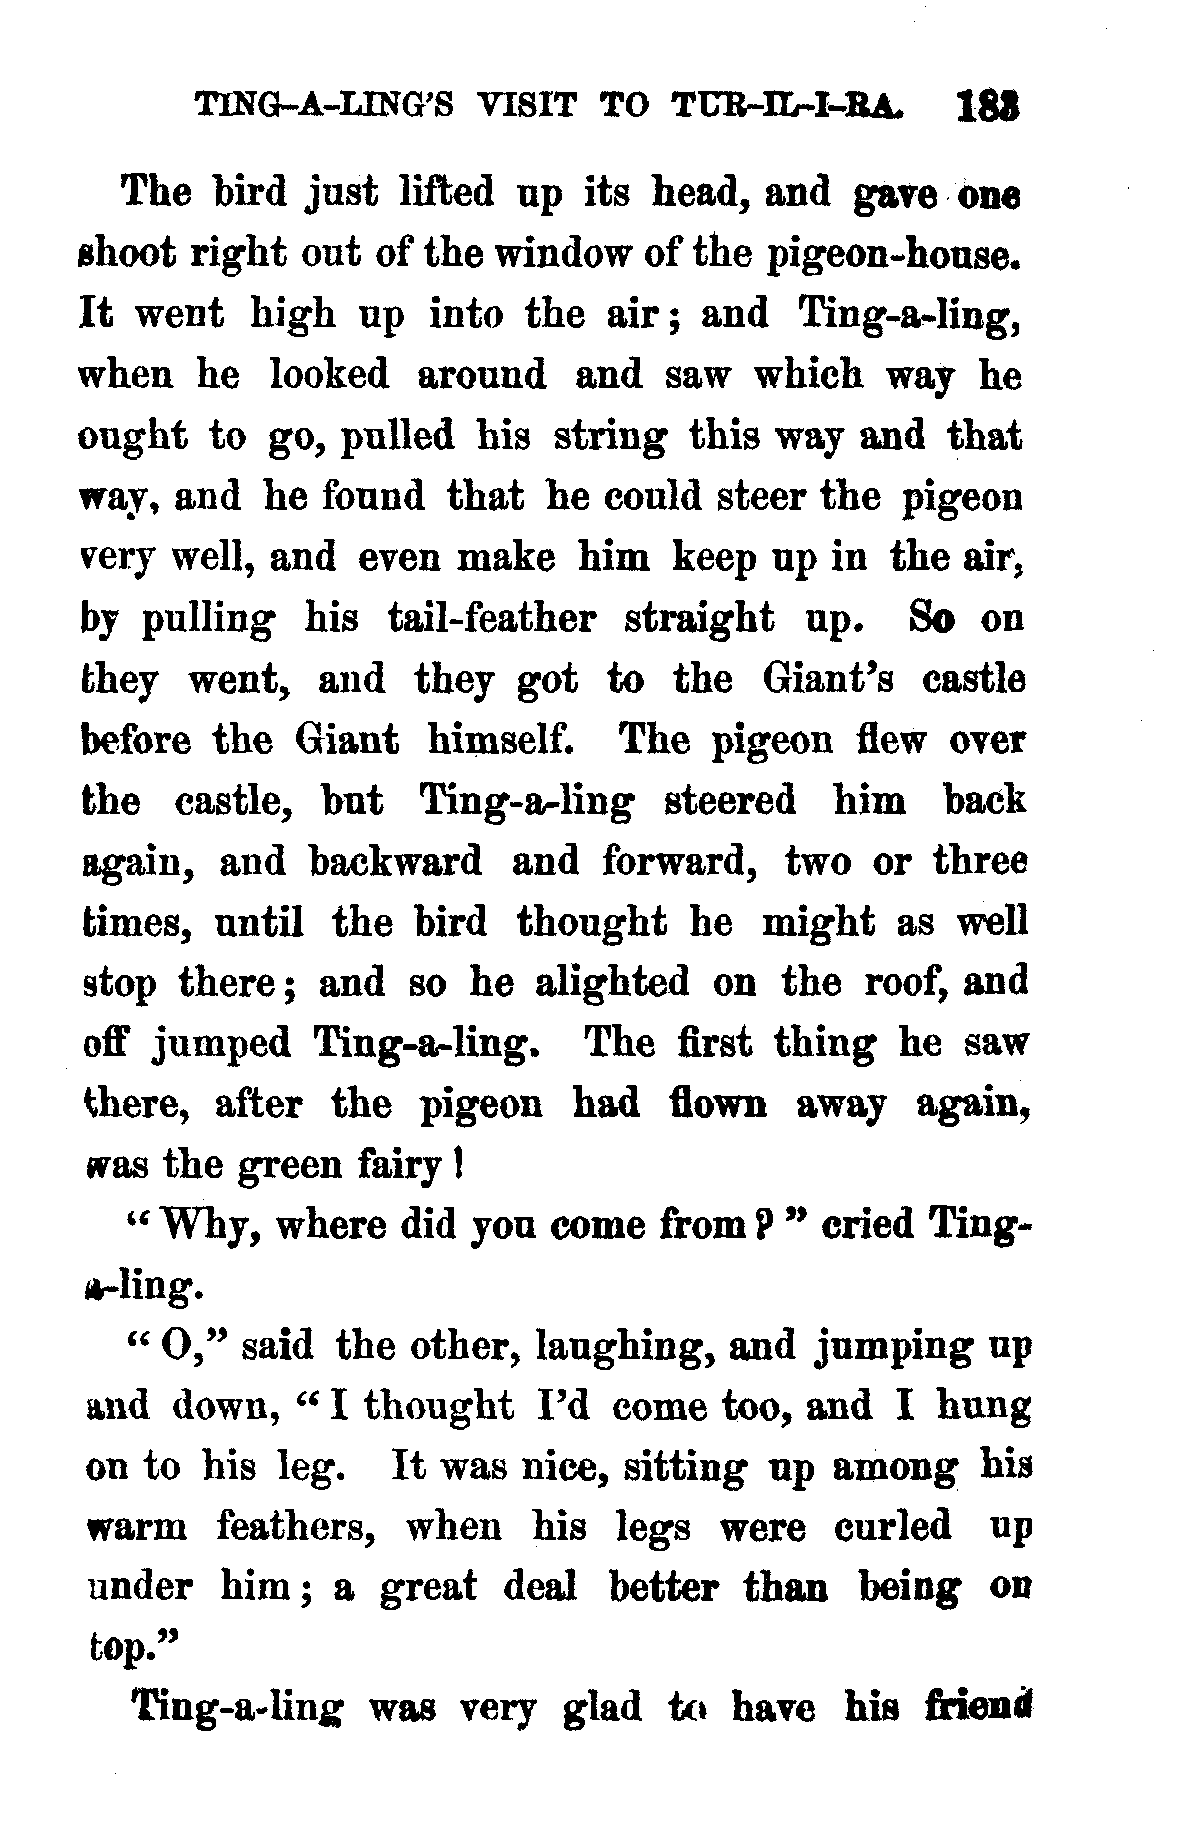 TING-A-LING'S VISIT TO TUR-IL-I-RA. 183
The bird just lifted up its head, and gave one
shoot right out of the window of the pigeon-house.
It went high up into the air; and Ting-a-ling,
when he looked around and saw which way he
ought to go, pulled his string this way and that
way, and he found that he could steer the pigeon
very well, and even make him keep up in the air,
by pulling his tail-feather straight up. So on
they went, and they got to the Giant's castle
before the Giant himself. The pigeon flew over
the castle, but Ting-a-ling steered him back
again, and backward and forward, two or three
times, until the bird thought he might as well
stop there; and so he alighted on the roof, and
off jumped Ting-a-ling. The first thing he saw
there, after the pigeon had flown away again,
was the green fairy!
"Why, where did you come from?" cried Ting-
a-ling.
"O," said the other, laughing, and jumping up
and down, "I thought I'd come too, and I hung
on to his leg. It was nice, sitting up among his
warm feathers, when his legs were curled up
under him; a great deal better than being on
top."
Ting-a-ling was very glad to have his friend